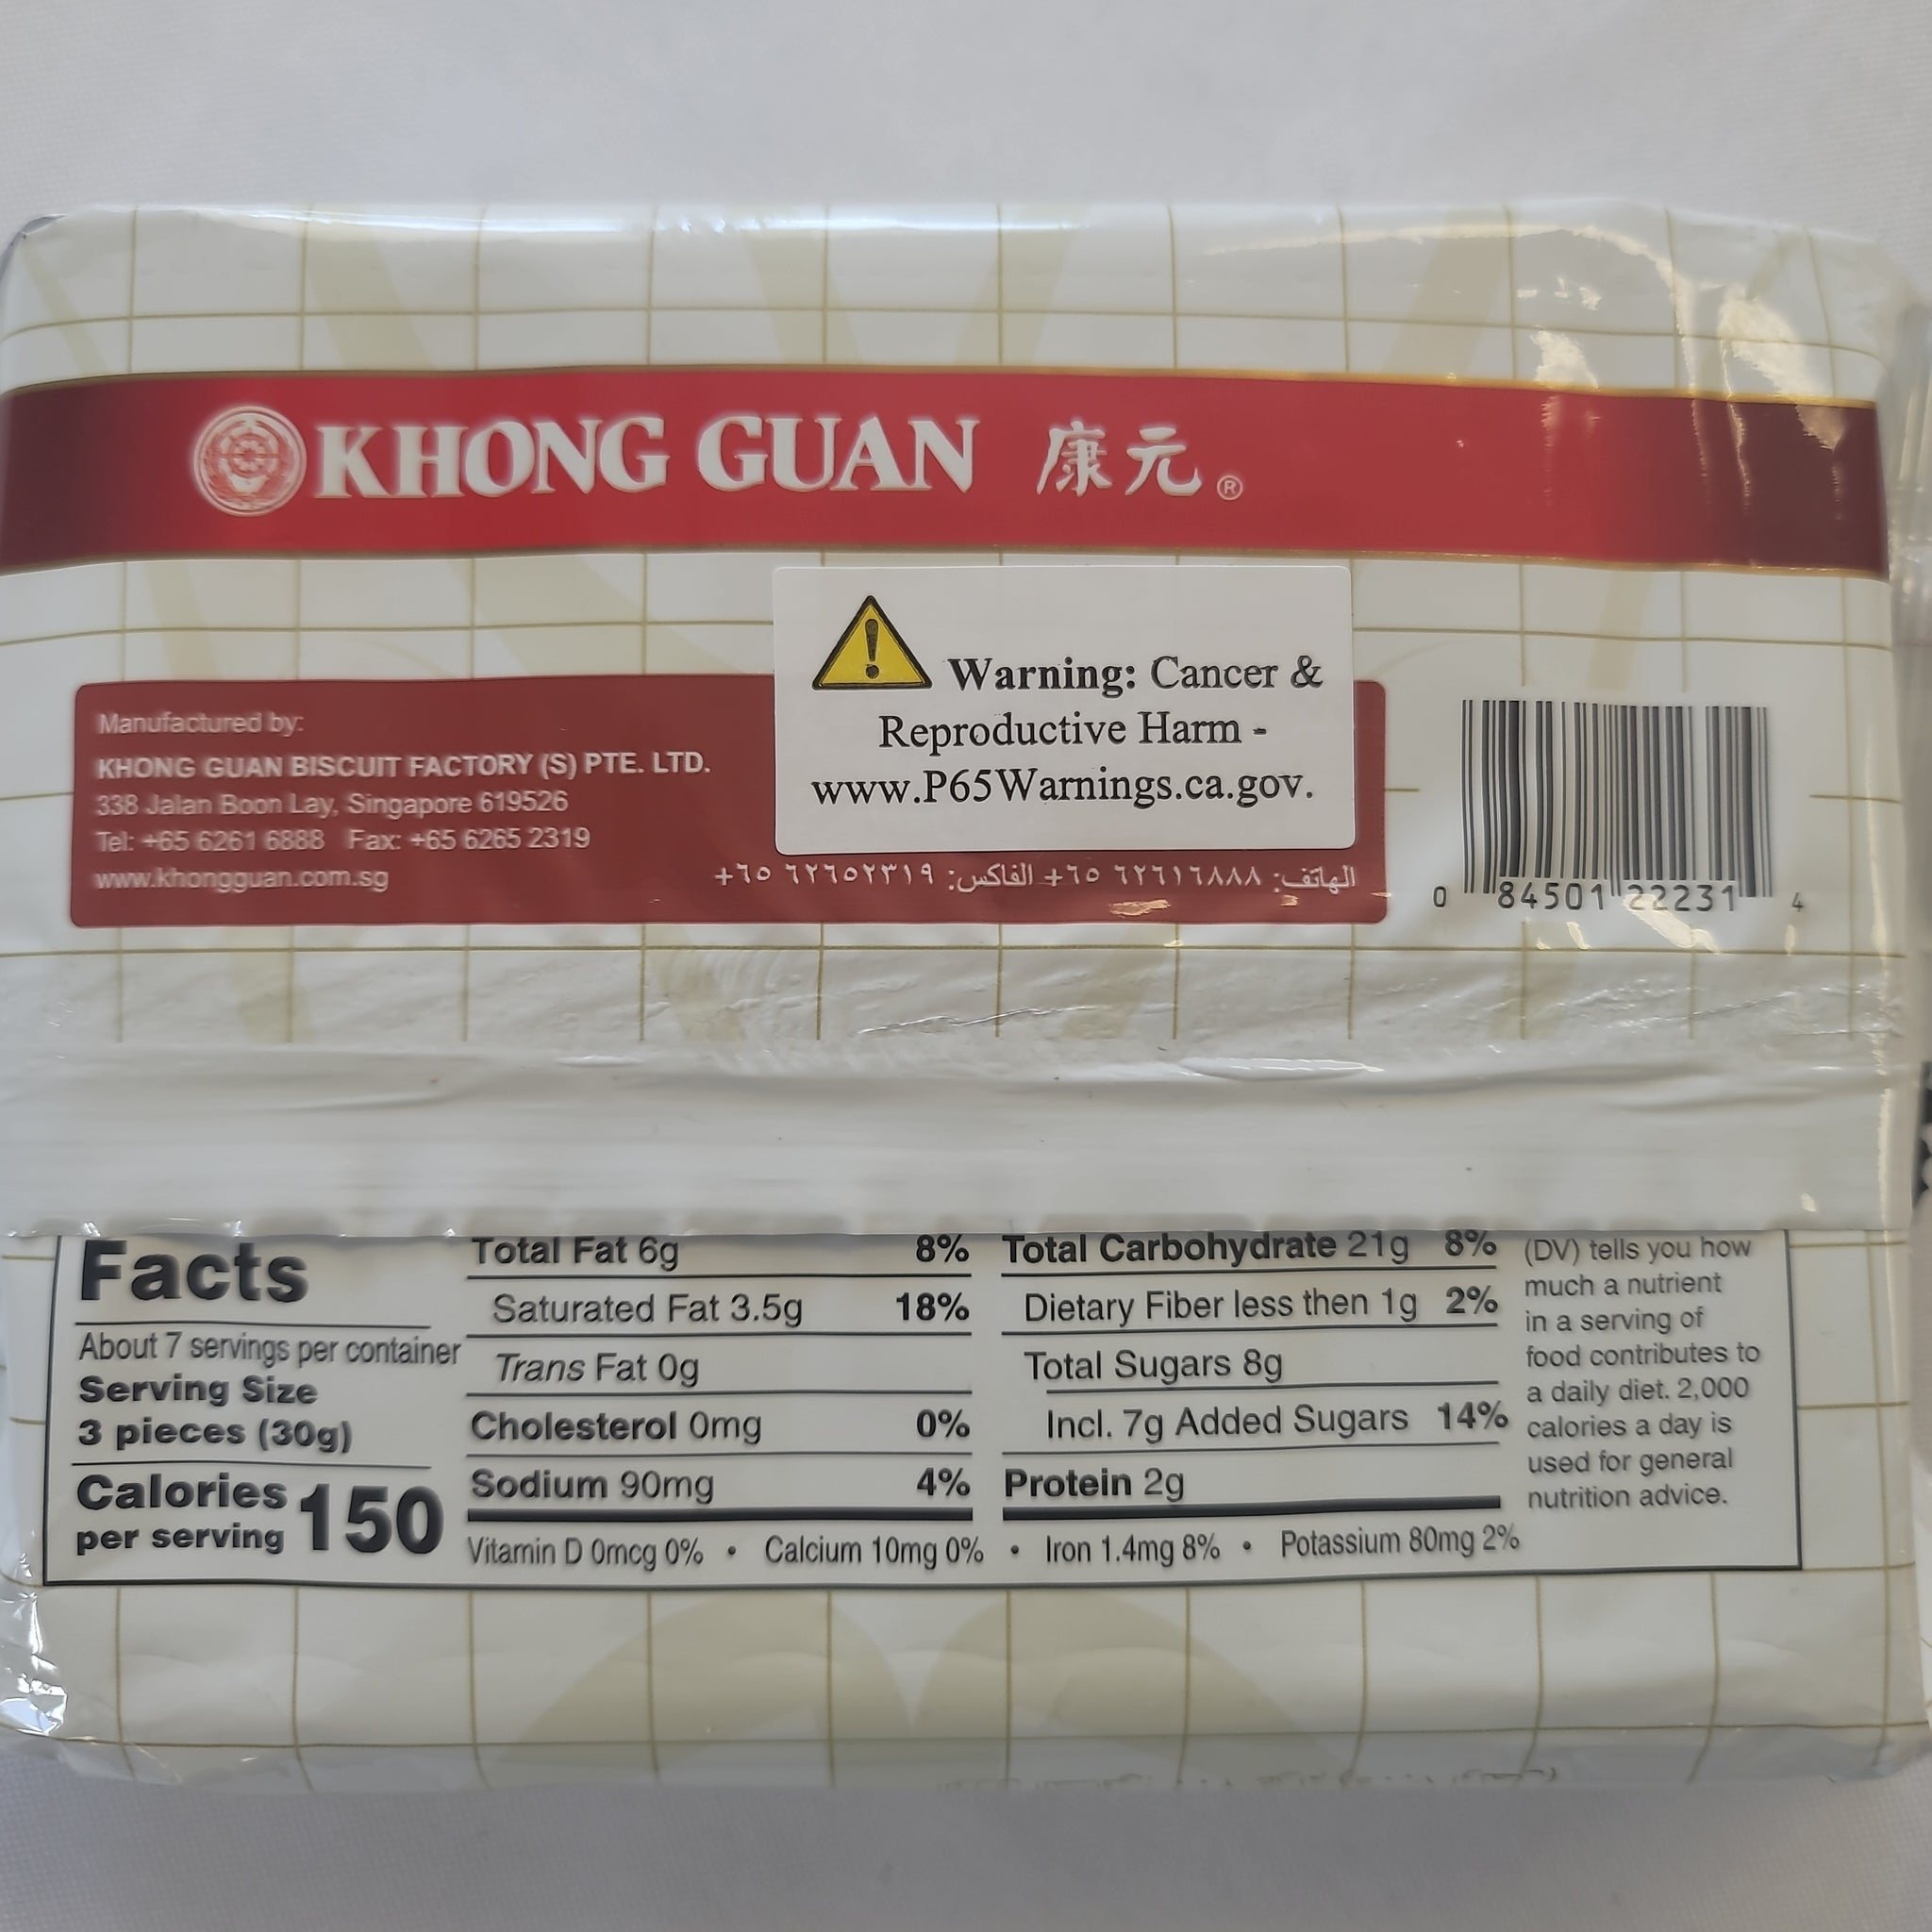 KHONG GUAN 康元®
Warning: Cancer &
Reproductive Harm -
www.P65Warnings.ca.gov.
Manufactured by:
KHONG GUAN BISCUIT FACTORY (S) PTE. LTD.
338 Jalan Boon Lay, Singapore 619526
Tel: +65 6261 6888 Fax: +65 6265 2319
www.khongguan.com.sg
الهاتف: ٦٢٦١٦٨٨٨ ٦٥+ الفاكس: ٦٢٦٥٢٣١٩ ٦٥+
0 84501 22231 4
Facts
About 7 servings per container
Serving Size
3 pieces (30g)
Calories
per serving 150
Total Fat 6g 8%
Saturated Fat 3.5g 18%
Trans Fat 0g
Cholesterol 0mg 0%
Sodium 90mg 4%
Total Carbohydrate 21g 8%
Dietary Fiber less then 1g 2%
Total Sugars 8g
Incl. 7g Added Sugars 14%
Protein 2g
Vitamin D 0mcg 0% • Calcium 10mg 0% • Iron 1.4mg 8% • Potassium 80mg 2%
(DV) tells you how
much a nutrient
in a serving of
food contributes to
a daily diet. 2,000
calories a day is
used for general
nutrition advice.